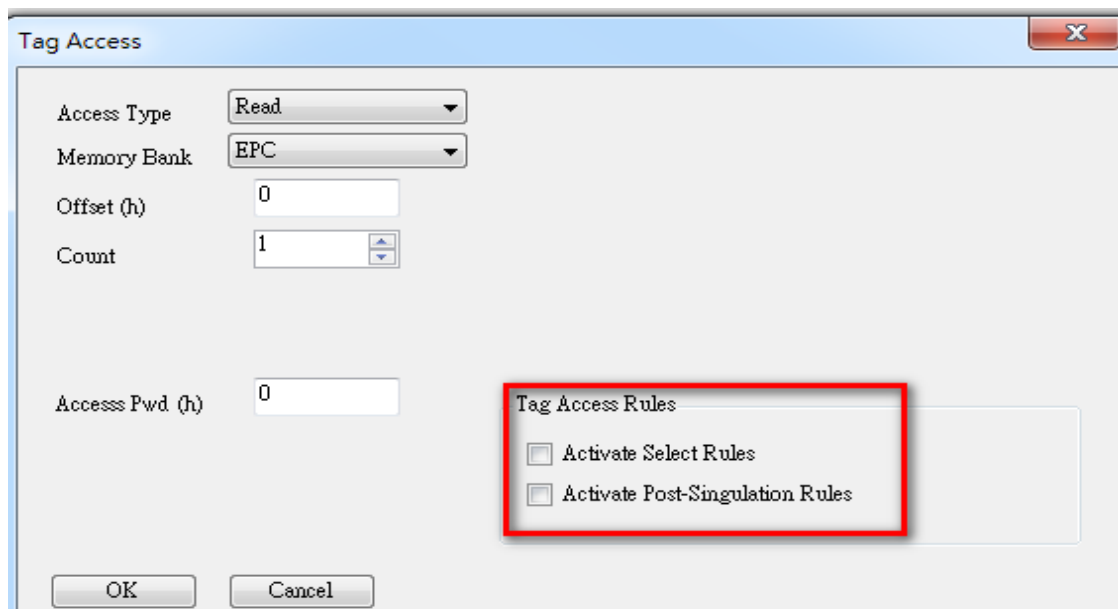 Tag Access
Access Type Read
Memory Bank EPC
Offset (h) 0
Count 1
Accesss Pwd (h) 0
Tag Access Rules
Activate Select Rules
Activate Post-Singulation Rules
OK Cancel